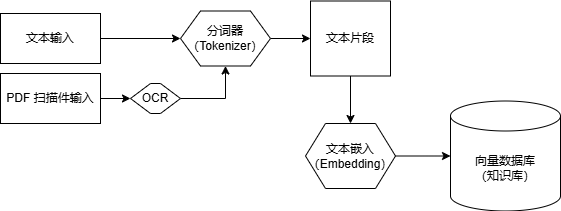 文本输入
分词器
(Tokenizer)
文本片段
PDF 扫描件输入
OCR
文本嵌入
(Embedding)
向量数据库
(知识库)